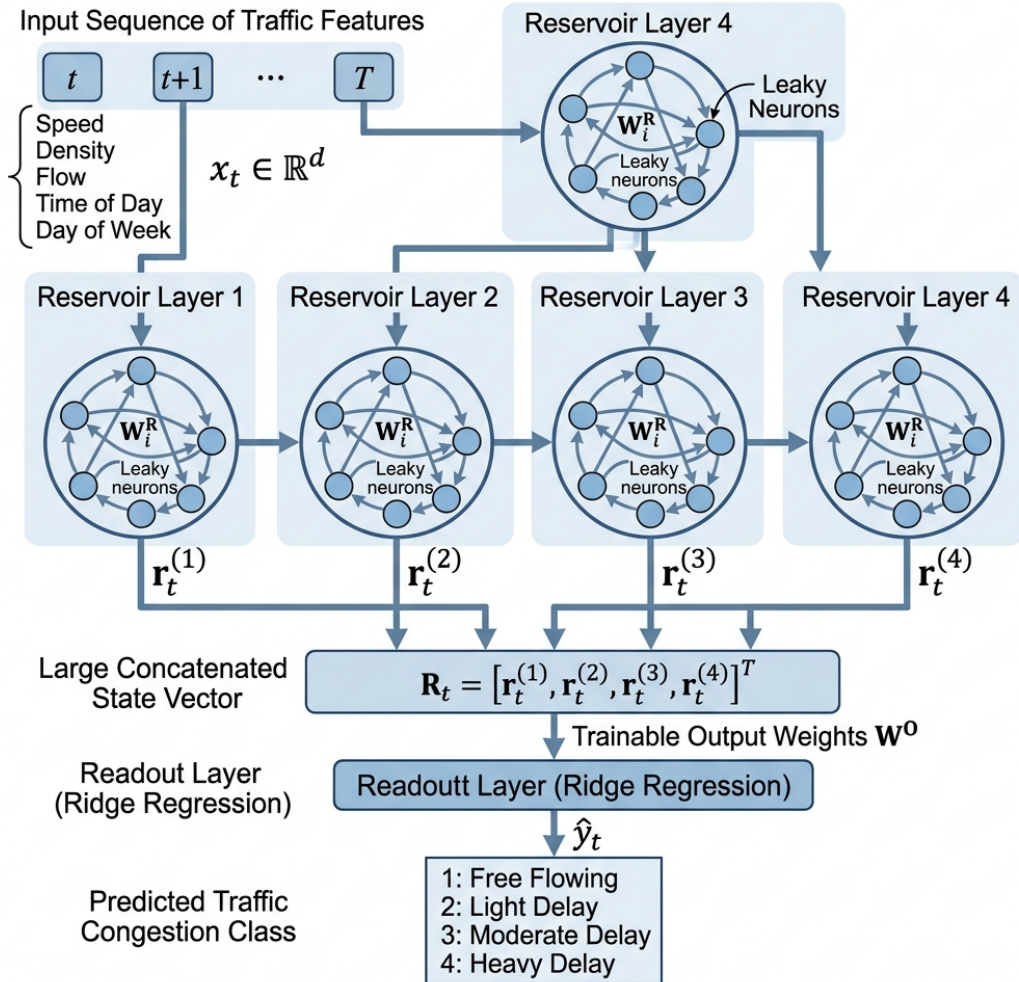 Input Sequence of Traffic Features
t
t+1
...
T
Speed
Density
Flow
Time of Day
Day of Week
x_t ∈ ℝ^d
Reservoir Layer 4
Leaky
Neurons
W_i^R
Leaky
neurons
Reservoir Layer 1
W_i^R
Leaky
neurons
Reservoir Layer 2
W_i^R
Leaky
neurons
Reservoir Layer 3
W_i^R
Leaky
neurons
Reservoir Layer 4
W_i^R
Leaky
neurons
r_t^(1)
r_t^(2)
r_t^(3)
r_t^(4)
Large Concatenated
State Vector
R_t = [r_t^(1), r_t^(2), r_t^(3), r_t^(4)]^T
Trainable Output Weights W^O
Readout Layer
(Ridge Regression)
Readoutt Layer (Ridge Regression)
ŷ_t
Predicted Traffic
Congestion Class
1: Free Flowing
2: Light Delay
3: Moderate Delay
4: Heavy Delay